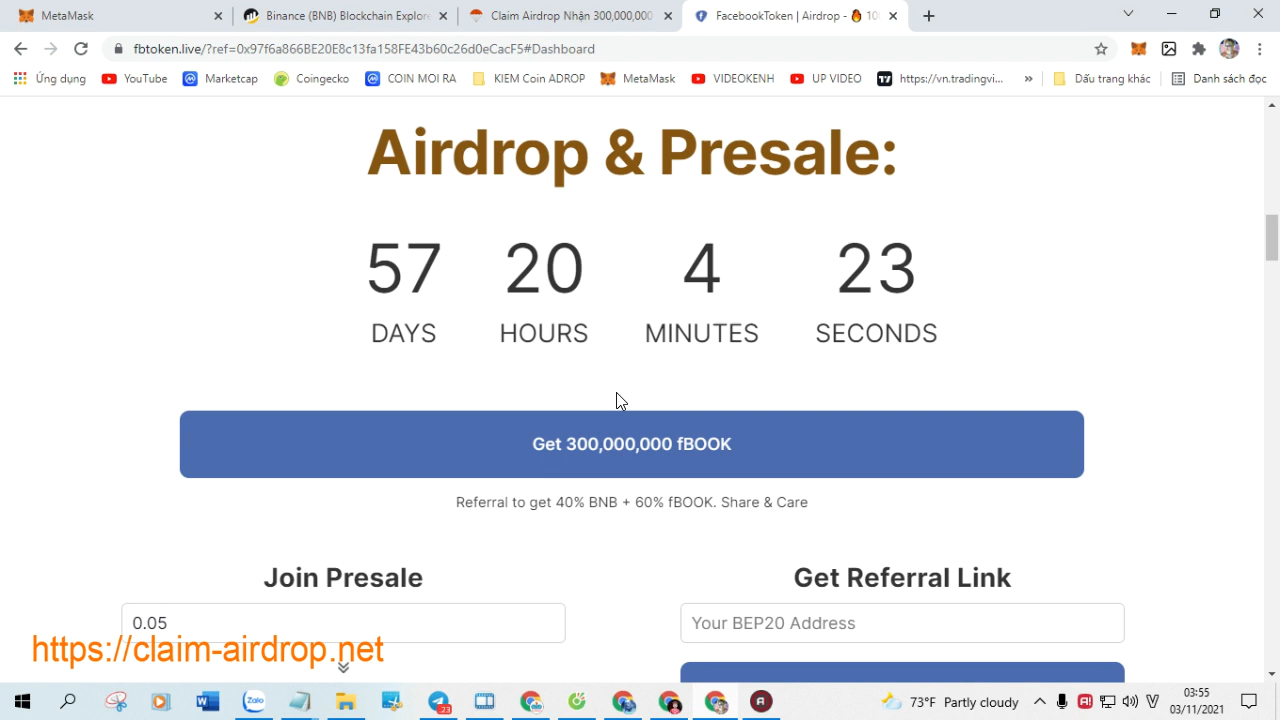 MetaMask
Binance (BNB) Blockchain Explore
Claim Airdrop Nhận 300,000,000
FacebookToken | Airdrop - 🔥 10
fbtoken.live/?ref=0x97f6a866BE20E8c13fa158FE43b60c26d0eCacF5#Dashboard
Ứng dụng
YouTube
Marketcap
Coingecko
COIN MOI RA
KIEM Coin ADROP
MetaMask
VIDEOKENH
UP VIDEO
https://vn.tradingvi...
»
Dấu trang khác
Danh sách đọc
Airdrop & Presale:
57 20 4 23
DAYS HOURS MINUTES SECONDS
Get 300,000,000 fBOOK
Referral to get 40% BNB + 60% fBOOK. Share & Care
Join Presale
Get Referral Link
0.05
Your BEP20 Address
https://claim-airdrop.net
Zalo
23
73°F Partly cloudy
03:55
03/11/2021